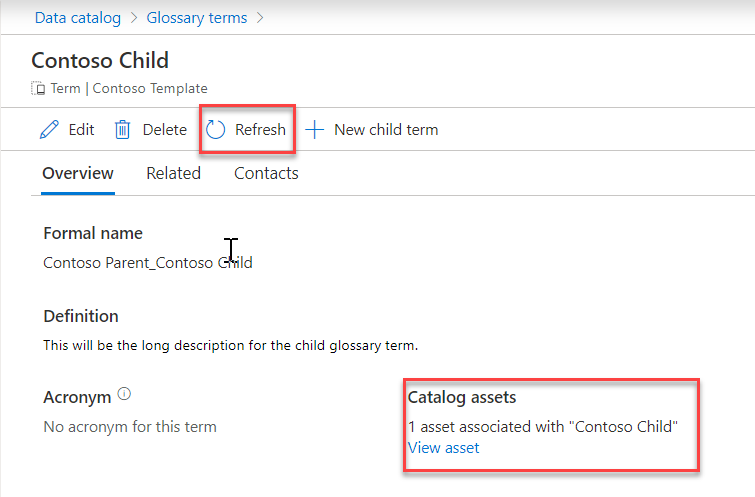 Data catalog > Glossary terms >
Contoso Child
Term | Contoso Template
Edit Delete Refresh New child term
Overview Related Contacts
Formal name
Contoso Parent_Contoso Child
Definition
This will be the long description for the child glossary term.
Acronym
No acronym for this term
Catalog assets
1 asset associated with "Contoso Child"
View asset